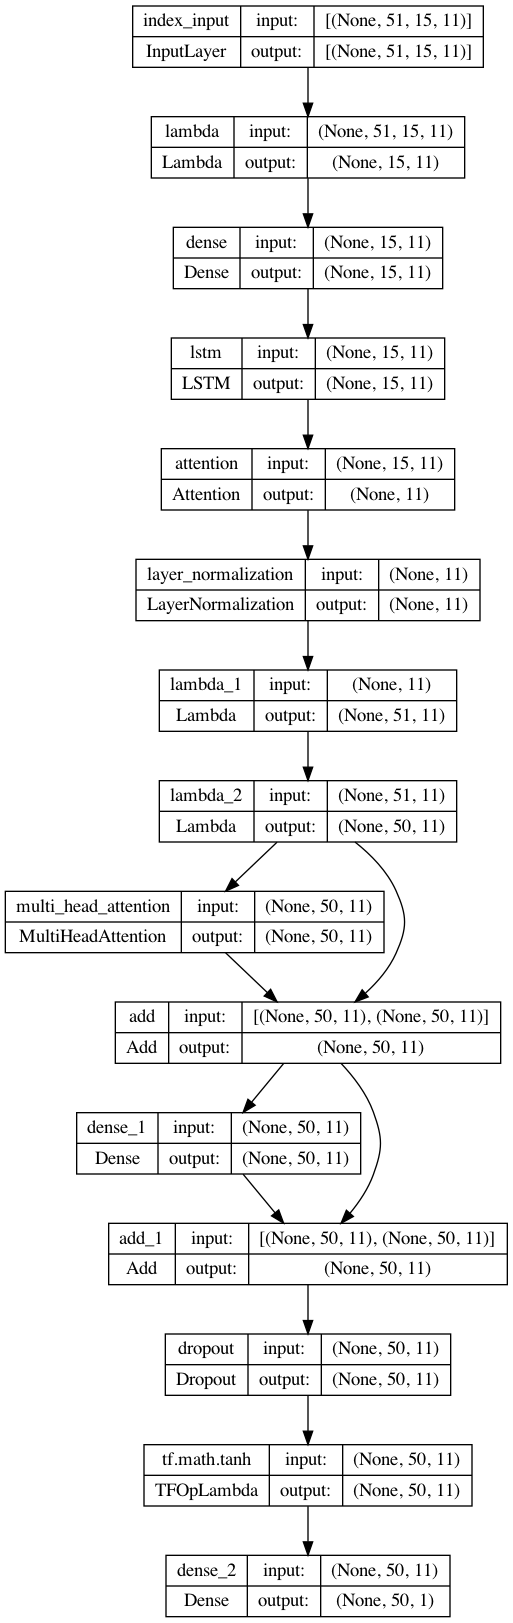 index_input input: [(None, 51, 15, 11)]
InputLayer output: [(None, 51, 15, 11)]
lambda input: (None, 51, 15, 11)
Lambda output: (None, 15, 11)
dense input: (None, 15, 11)
Dense output: (None, 15, 11)
lstm input: (None, 15, 11)
LSTM output: (None, 15, 11)
attention input: (None, 15, 11)
Attention output: (None, 11)
layer_normalization input: (None, 11)
LayerNormalization output: (None, 11)
lambda_1 input: (None, 11)
Lambda output: (None, 51, 11)
lambda_2 input: (None, 51, 11)
Lambda output: (None, 50, 11)
multi_head_attention input: (None, 50, 11)
MultiHeadAttention output: (None, 50, 11)
add input: [(None, 50, 11), (None, 50, 11)]
Add output: (None, 50, 11)
dense_1 input: (None, 50, 11)
Dense output: (None, 50, 11)
add_1 input: [(None, 50, 11), (None, 50, 11)]
Add output: (None, 50, 11)
dropout input: (None, 50, 11)
Dropout output: (None, 50, 11)
tf.math.tanh input: (None, 50, 11)
TFOpLambda output: (None, 50, 11)
dense_2 input: (None, 50, 11)
Dense output: (None, 50, 1)